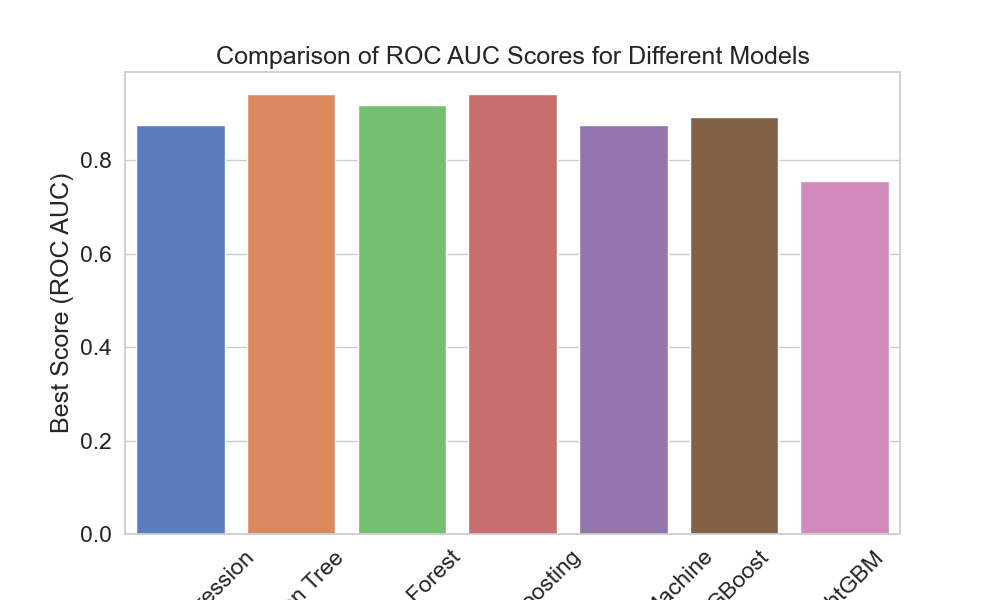 Comparison of ROC AUC Scores for Different Models
Best Score (ROC AUC)
0.8
0.6
0.4
0.2
0.0
ression
n Tree
Forest
oosting
Machine
GBoost
htGBM